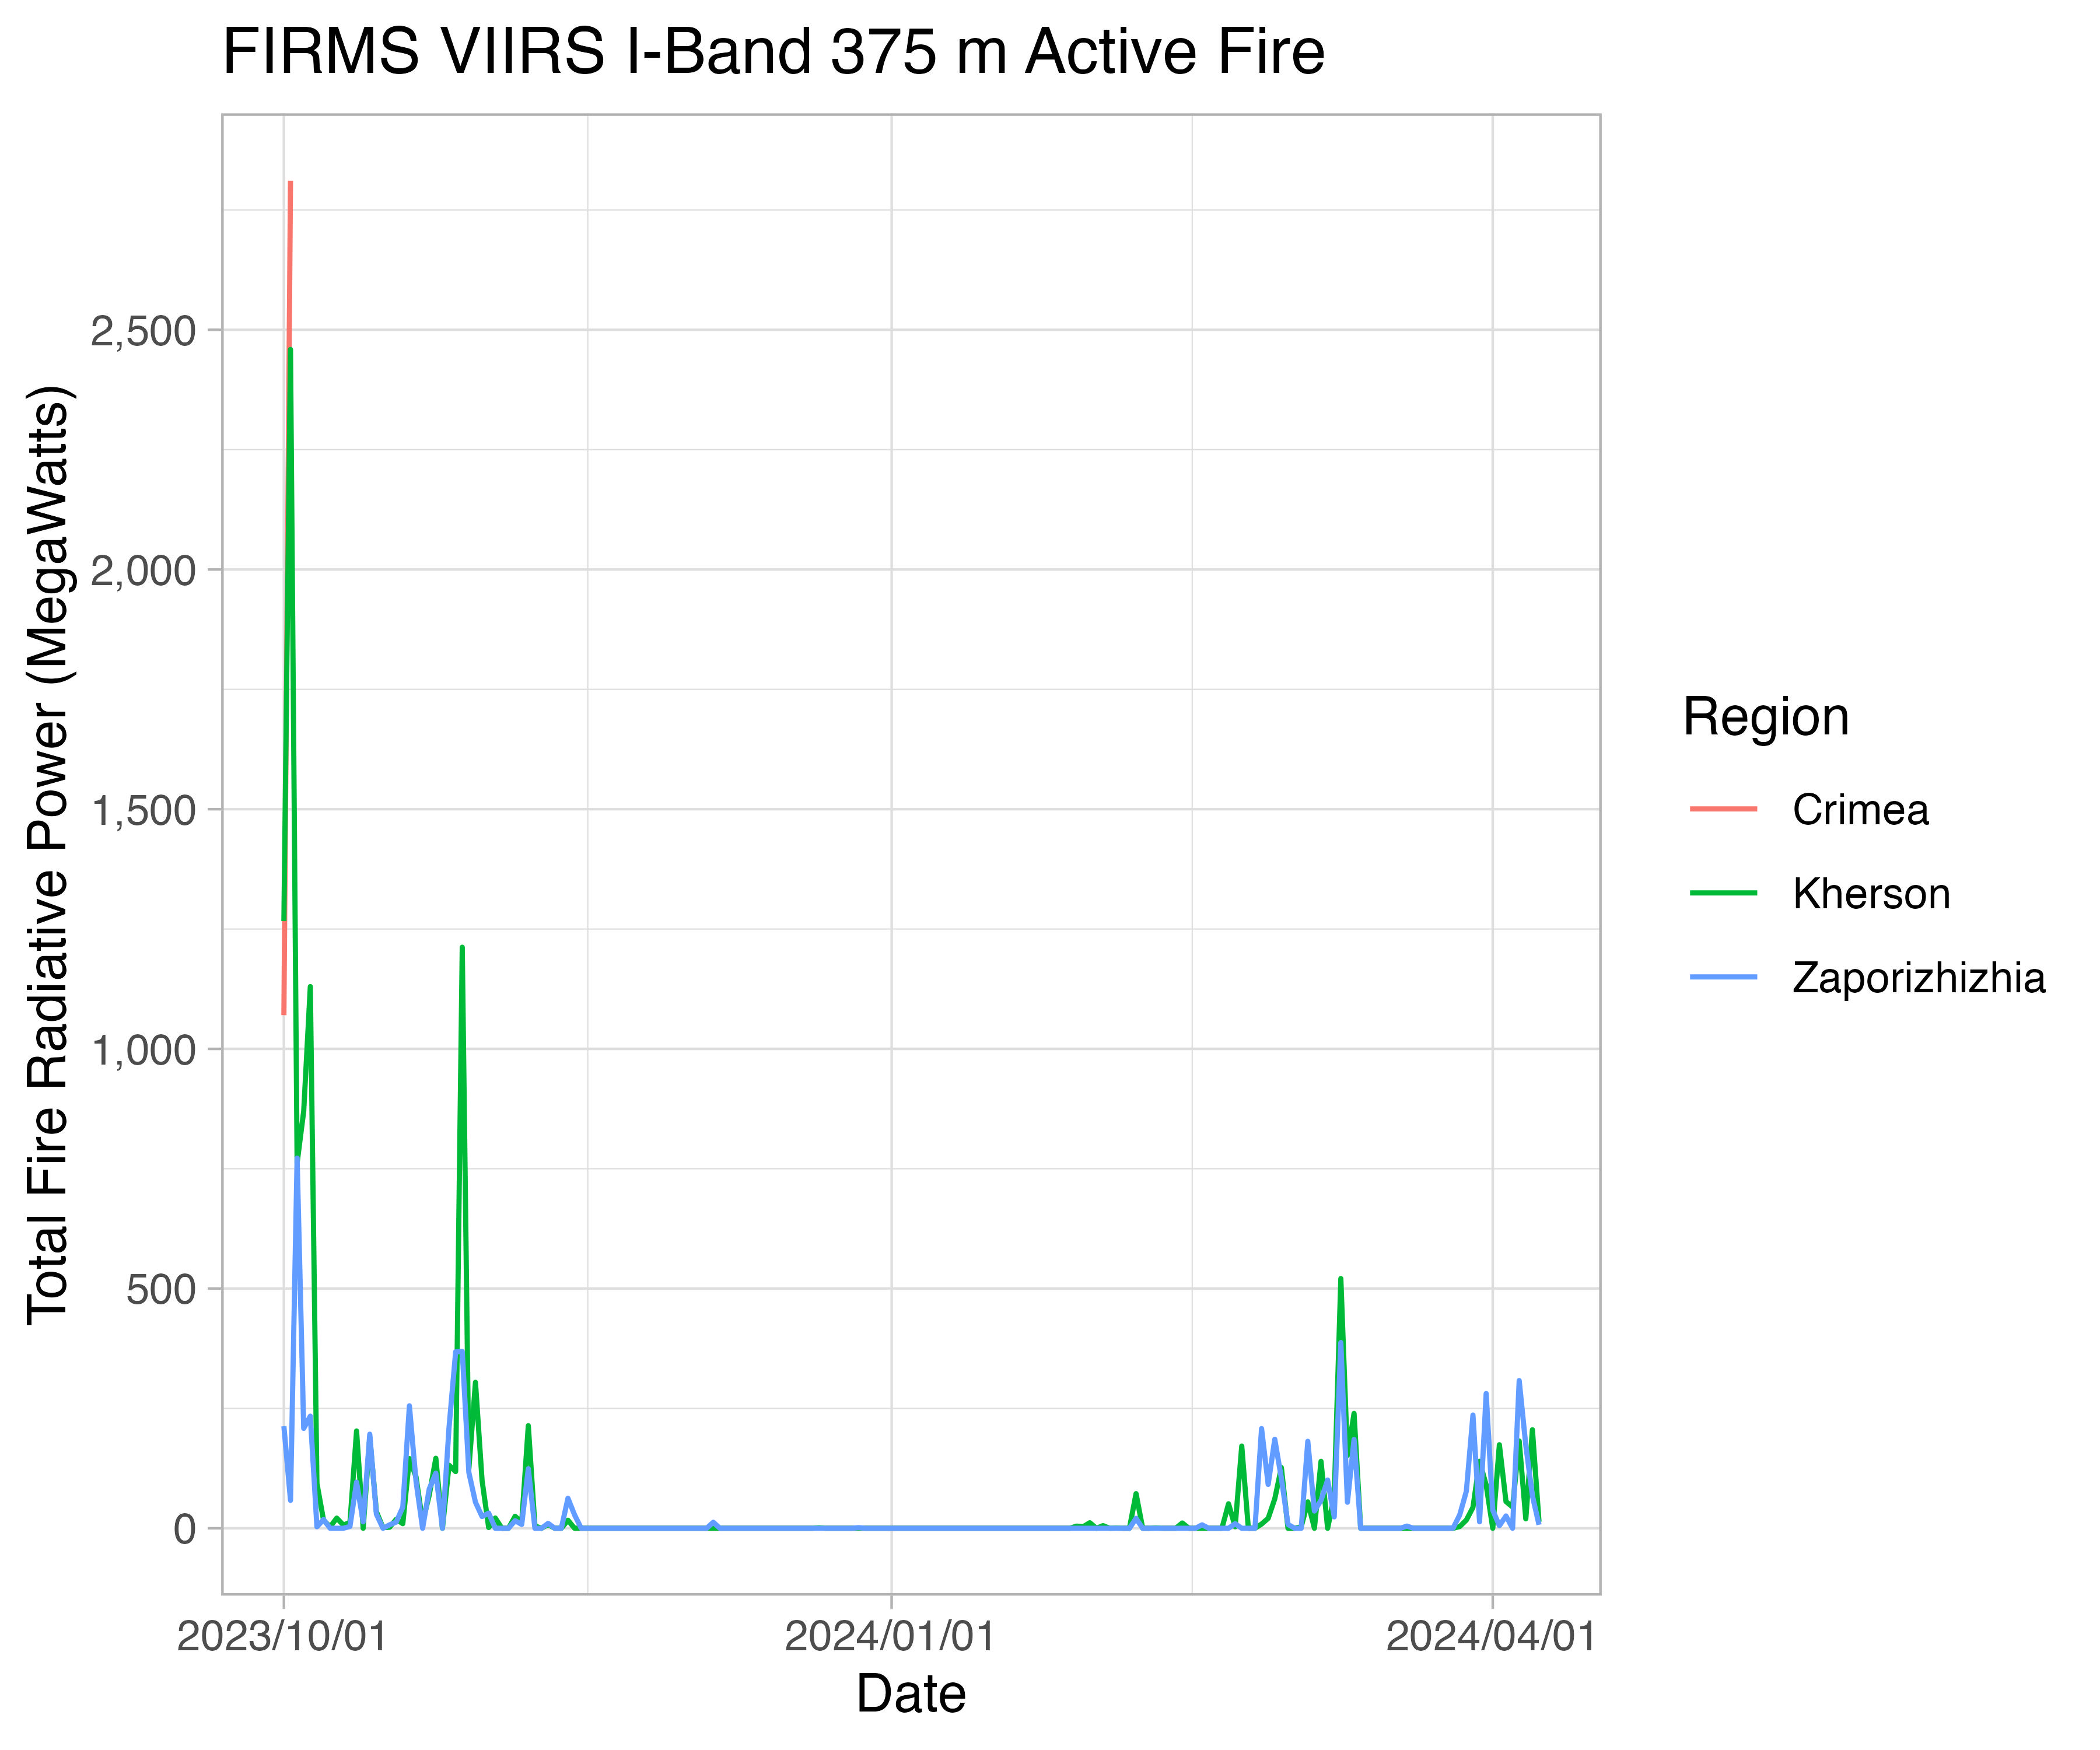 FIRMS VIIRS I-Band 375 m Active Fire
Total Fire Radiative Power (MegaWatts)
2,500
2,000
1,500
1,000
500
0
2023/10/01
2024/01/01
2024/04/01
Date
Region
Crimea
Kherson
Zaporizhizhia